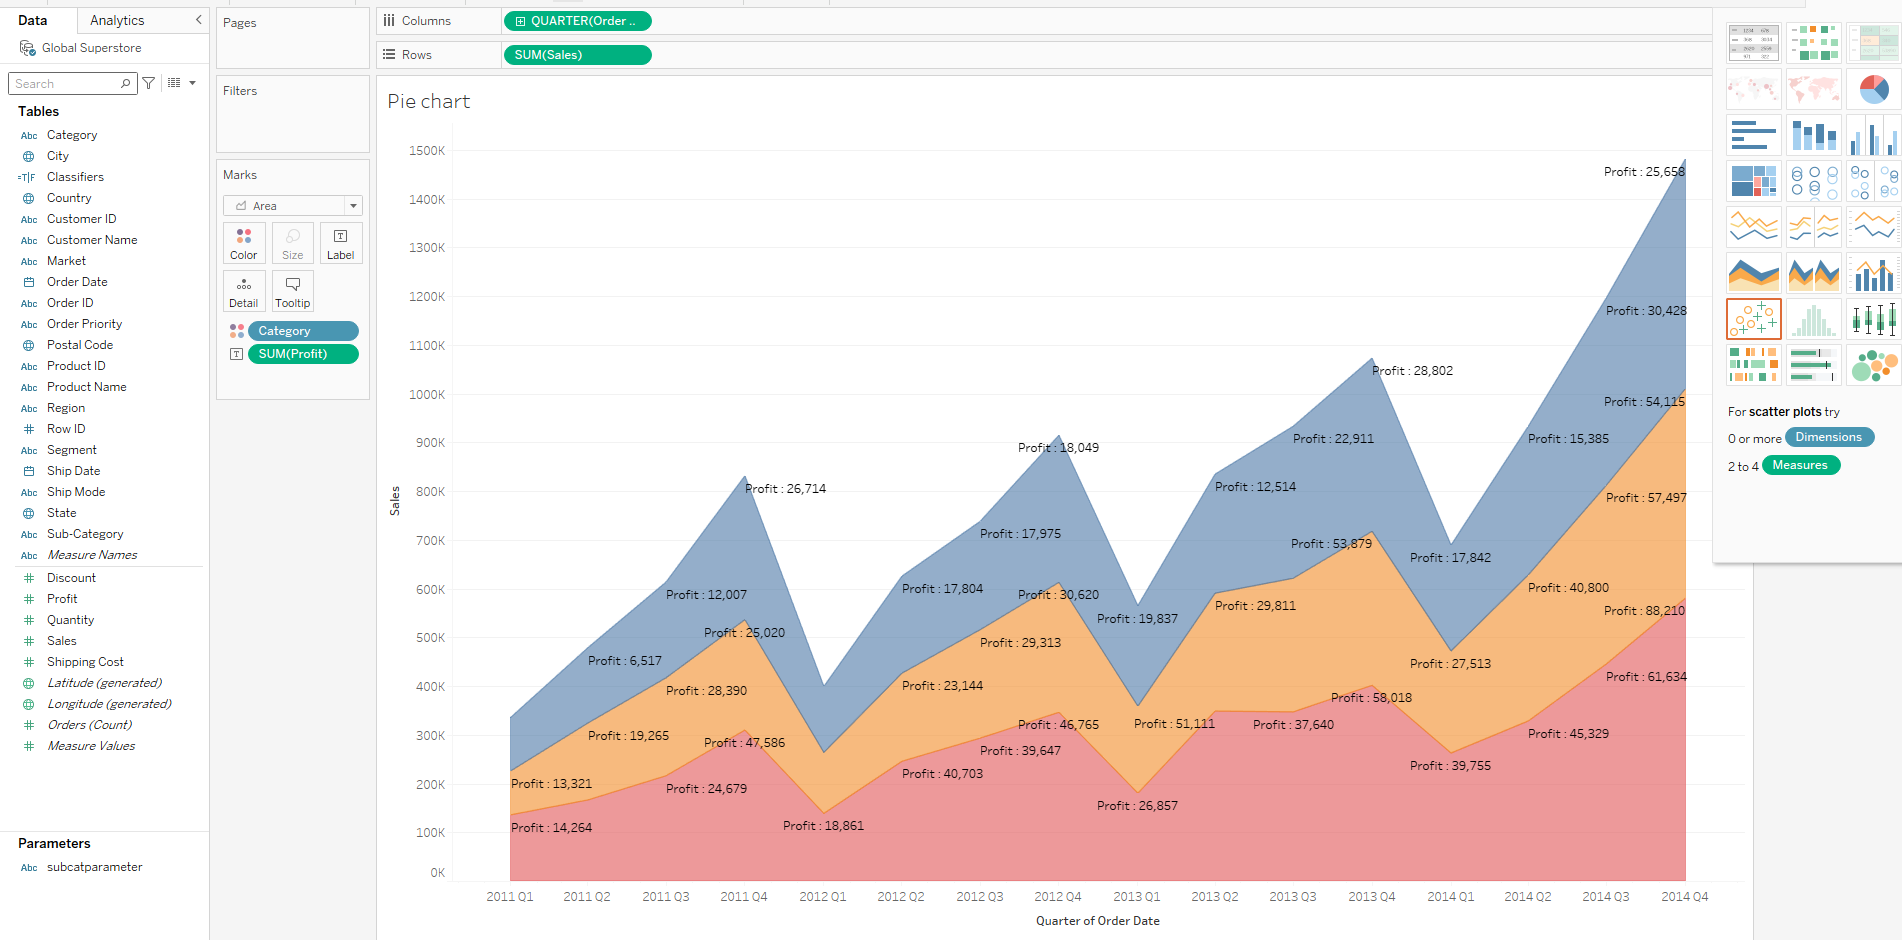 Data
Analytics
Global Superstore
Search
Tables
Abc Category
City
=T|F Classifiers
Country
Abc Customer ID
Abc Customer Name
Abc Market
Order Date
Abc Order ID
Abc Order Priority
Postal Code
Abc Product ID
Abc Product Name
Abc Region
# Row ID
Abc Segment
Ship Date
Abc Ship Mode
State
Abc Sub-Category
Abc Measure Names
# Discount
# Profit
# Quantity
# Sales
# Shipping Cost
Latitude (generated)
Longitude (generated)
# Orders (Count)
# Measure Values
Parameters
Abc subcatparameter
Pages
Filters
Marks
Area
Color
Size
T Label
Detail
Tooltip
Category
T SUM(Profit)
Columns
QUARTER(Order ..
Rows
SUM(Sales)
Pie chart
Sales
1500K
1400K
1300K
1200K
1100K
1000K
900K
800K
700K
600K
500K
400K
300K
200K
100K
0K
Profit : 25,658
Profit : 30,428
Profit : 28,802
Profit : 54,115
Profit : 22,911
Profit : 15,385
Profit : 18,049
Profit : 12,514
Profit : 26,714
Profit : 57,497
Profit : 17,975
Profit : 53,879
Profit : 17,842
Profit : 17,804
Profit : 40,800
Profit : 12,007
Profit : 30,620
Profit : 29,811
Profit : 88,210
Profit : 19,837
Profit : 25,020
Profit : 29,313
Profit : 6,517
Profit : 27,513
Profit : 61,634
Profit : 23,144
Profit : 28,390
Profit : 58,018
Profit : 46,765
Profit : 51,111
Profit : 37,640
Profit : 45,329
Profit : 19,265
Profit : 47,586
Profit : 39,647
Profit : 39,755
Profit : 40,703
Profit : 13,321
Profit : 24,679
Profit : 26,857
Profit : 18,861
Profit : 14,264
2011 Q1 2011 Q2 2011 Q3 2011 Q4 2012 Q1 2012 Q2 2012 Q3 2012 Q4 2013 Q1 2013 Q2 2013 Q3 2013 Q4 2014 Q1 2014 Q2 2014 Q3 2014 Q4
Quarter of Order Date
For scatter plots try
0 or more Dimensions
2 to 4 Measures